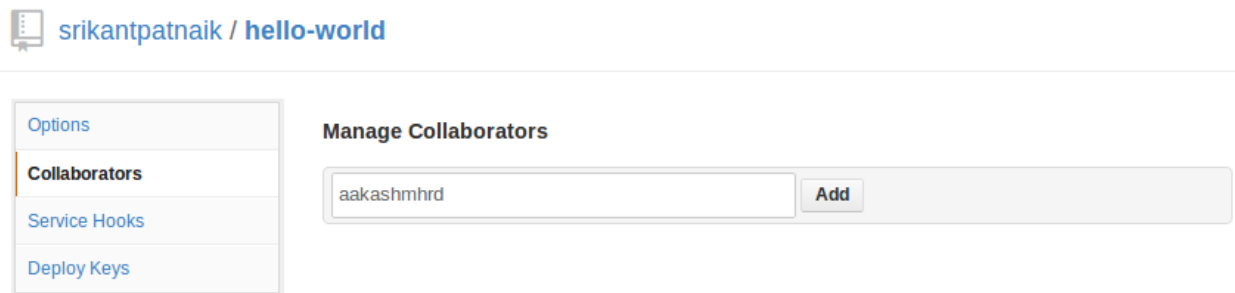 srikantpatnaik / hello-world
Options
Collaborators
Service Hooks
Deploy Keys
Manage Collaborators
aakashmhrd
Add